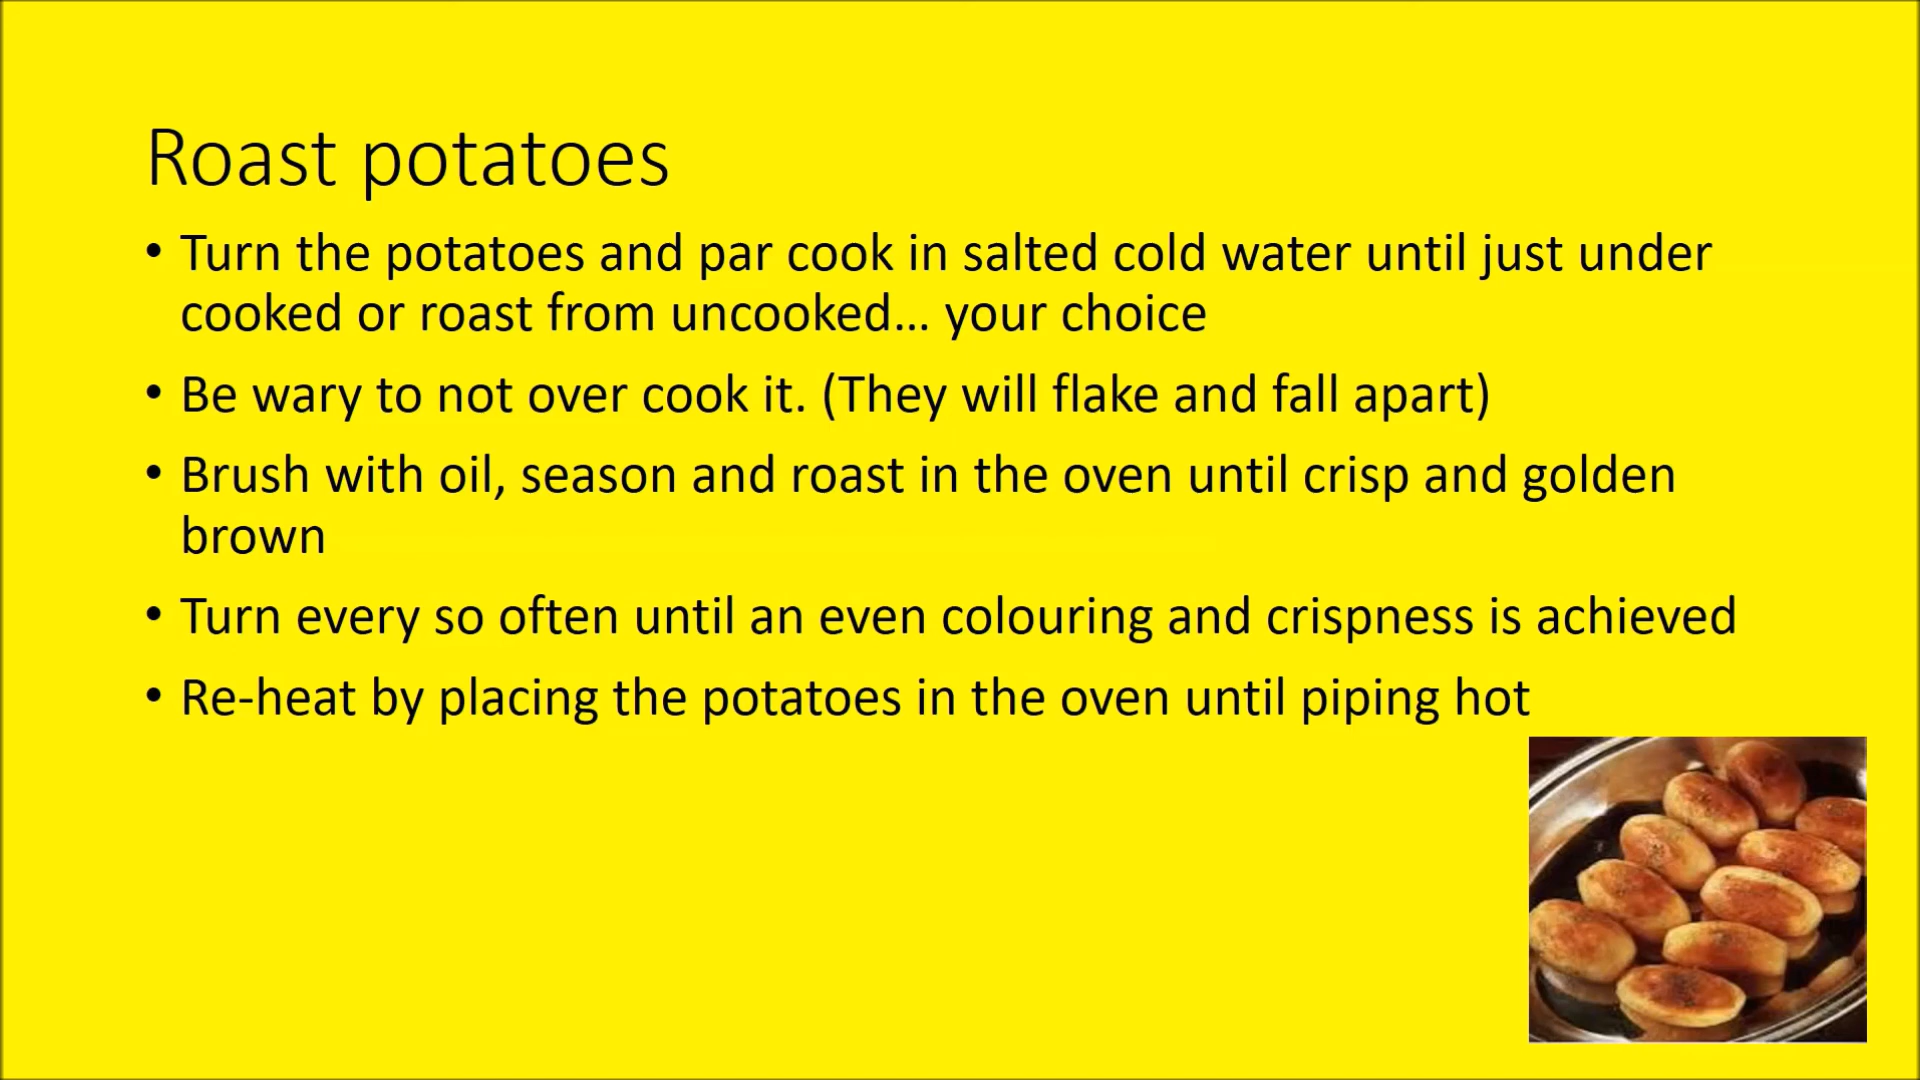 Roast potatoes
• Turn the potatoes and par cook in salted cold water until just under
cooked or roast from uncooked... your choice
• Be wary to not over cook it. (They will flake and fall apart)
• Brush with oil, season and roast in the oven until crisp and golden
brown
• Turn every so often until an even colouring and crispness is achieved
• Re-heat by placing the potatoes in the oven until piping hot